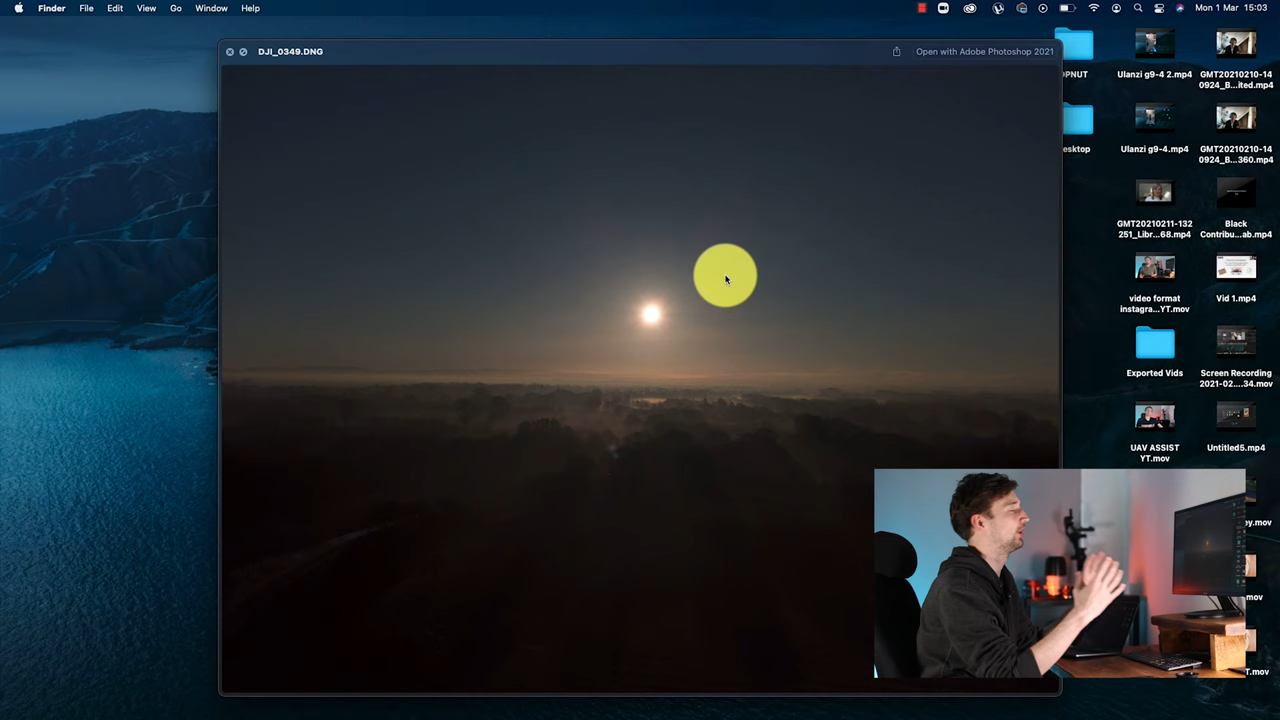 Finder File Edit View Go Window Help
Mon 1 Mar 15:03
DJI_0349.DNG
Open with Adobe Photoshop 2021
Ulanzi g9-4 2.mp4
GMT20210210-14
0924_B...ited.mp4
esktop
Ulanzi g9-4.mp4
GMT20210210-14
0924_B...360.mp4
GMT20210211-132
251_Libr...68.mp4
Black
Contribu...ab.mp4
video format
instagra...YT.mov
Vid 1.mp4
Exported Vids
Screen Recording
2021-02....34.mov
UAV ASSIST
YT.mov
Untitled5.mp4